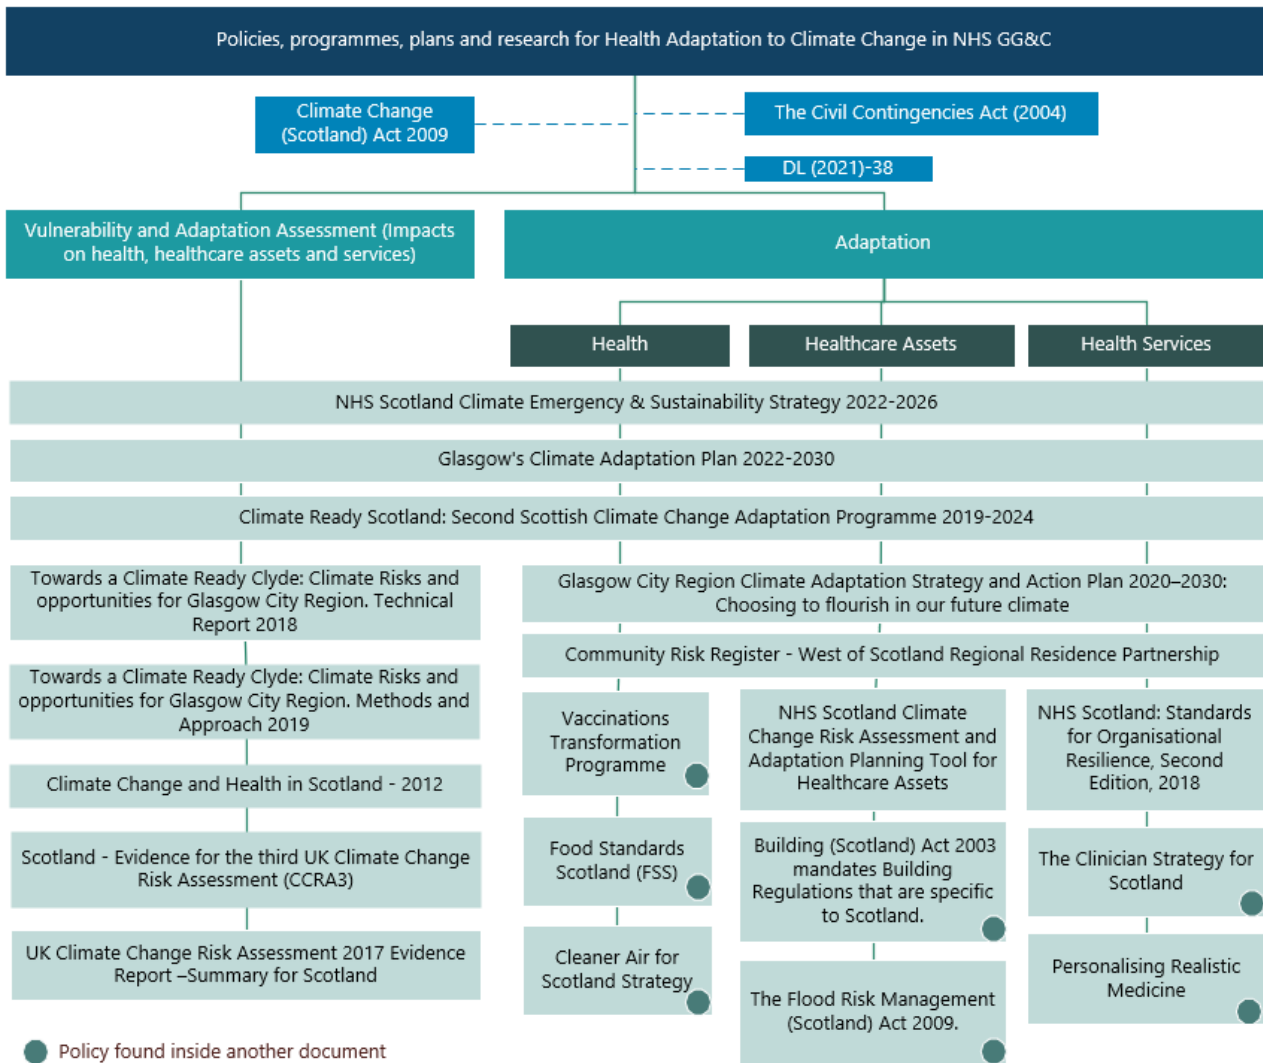 Policies, programmes, plans and research for Health Adaptation to Climate Change in NHS GG&C
Climate Change
(Scotland) Act 2009
The Civil Contingencies Act (2004)
DL (2021)-38
Vulnerability and Adaptation Assessment (Impacts
on health, healthcare assets and services)
Adaptation
Health
Healthcare Assets
Health Services
NHS Scotland Climate Emergency & Sustainability Strategy 2022-2026
Glasgow's Climate Adaptation Plan 2022-2030
Climate Ready Scotland: Second Scottish Climate Change Adaptation Programme 2019-2024
Towards a Climate Ready Clyde: Climate Risks and
opportunities for Glasgow City Region. Technical
Report 2018
Towards a Climate Ready Clyde: Climate Risks and
opportunities for Glasgow City Region. Methods and
Approach 2019
Climate Change and Health in Scotland - 2012
Scotland - Evidence for the third UK Climate Change
Risk Assessment (CCRA3)
UK Climate Change Risk Assessment 2017 Evidence
Report –Summary for Scotland
Glasgow City Region Climate Adaptation Strategy and Action Plan 2020–2030:
Choosing to flourish in our future climate
Community Risk Register - West of Scotland Regional Residence Partnership
Vaccinations
Transformation
Programme
Food Standards
Scotland (FSS)
Cleaner Air for
Scotland Strategy
NHS Scotland Climate
Change Risk Assessment and
Adaptation Planning Tool for
Healthcare Assets
Building (Scotland) Act 2003
mandates Building
Regulations that are specific
to Scotland.
The Flood Risk Management
(Scotland) Act 2009.
NHS Scotland: Standards
for Organisational
Resilience, Second
Edition, 2018
The Clinician Strategy for
Scotland
Personalising Realistic
Medicine
Policy found inside another document